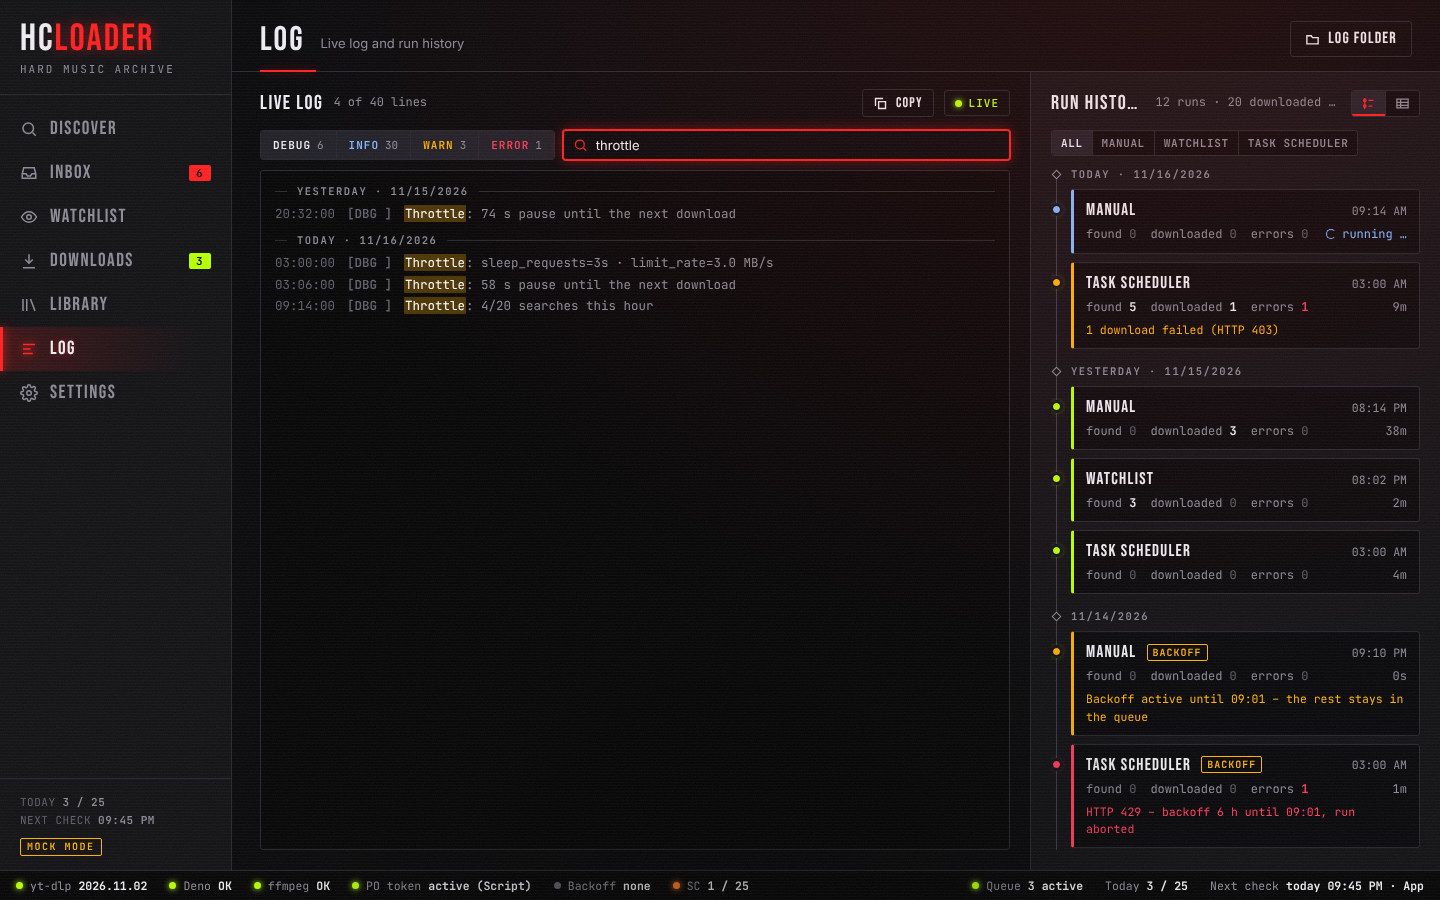 HCLOADER
HARD MUSIC ARCHIVE
DISCOVER
INBOX 6
WATCHLIST
DOWNLOADS 3
LIBRARY
LOG
SETTINGS
TODAY 3 / 25
NEXT CHECK 09:45 PM
MOCK MODE
LOG Live log and run history
LOG FOLDER
LIVE LOG 4 of 40 lines
COPY
LIVE
DEBUG 6 INFO 30 WARN 3 ERROR 1
throttle
YESTERDAY · 11/15/2026
20:32:00 [DBG ] Throttle: 74 s pause until the next download
TODAY · 11/16/2026
03:00:00 [DBG ] Throttle: sleep_requests=3s · limit_rate=3.0 MB/s
03:06:00 [DBG ] Throttle: 58 s pause until the next download
09:14:00 [DBG ] Throttle: 4/20 searches this hour
RUN HISTO… 12 runs · 20 downloaded …
ALL MANUAL WATCHLIST TASK SCHEDULER
TODAY · 11/16/2026
MANUAL 09:14 AM
found 0 downloaded 0 errors 0 running …
TASK SCHEDULER 03:00 AM
found 5 downloaded 1 errors 1 9m
1 download failed (HTTP 403)
YESTERDAY · 11/15/2026
MANUAL 08:14 PM
found 0 downloaded 3 errors 0 38m
WATCHLIST 08:02 PM
found 3 downloaded 0 errors 0 2m
TASK SCHEDULER 03:00 AM
found 0 downloaded 0 errors 0 4m
11/14/2026
MANUAL BACKOFF 09:10 PM
found 0 downloaded 0 errors 0 0s
Backoff active until 09:01 – the rest stays in
the queue
TASK SCHEDULER BACKOFF 03:00 AM
found 0 downloaded 0 errors 1 1m
HTTP 429 – backoff 6 h until 09:01, run
aborted
yt-dlp 2026.11.02 Deno OK ffmpeg OK PO token active (Script) Backoff none SC 1 / 25 Queue 3 active Today 3 / 25 Next check today 09:45 PM · App